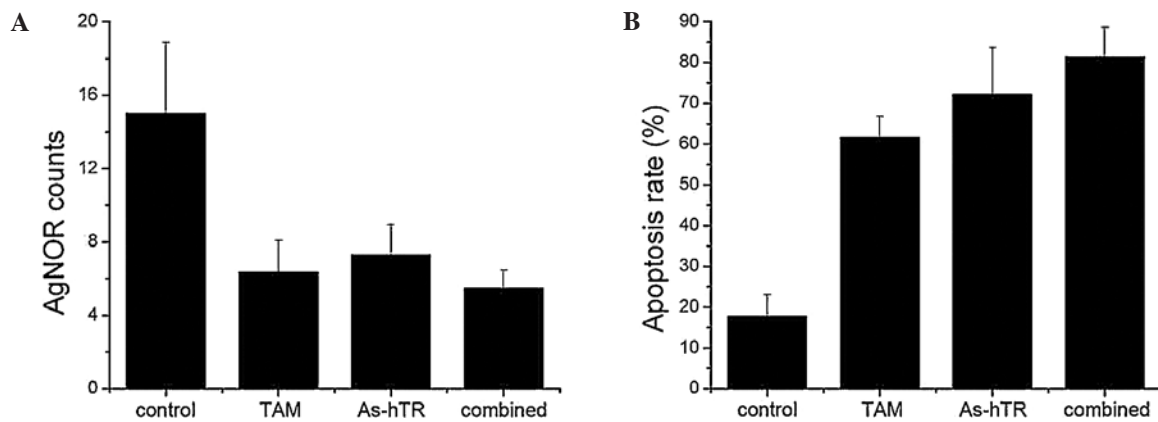 A
AgNOR counts
20
16
12
8
4
0
control TAM As-hTR combined
B
Apoptosis rate (%)
90
80
70
60
50
40
30
20
10
0
control TAM As-hTR combined